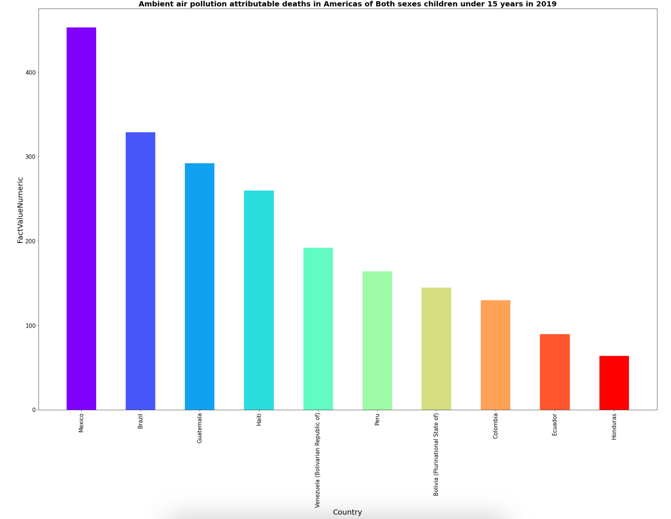 Ambient air pollution attributable deaths in Americas of Both sexes children under 15 years in 2019
FactValueNumeric
400
300
200
100
0
Mexico
Brazil
Guatemala
Haiti
Venezuela (Bolivarian Republic of)
Peru
Bolivia (Plurinational State of)
Colombia
Ecuador
Honduras
Country